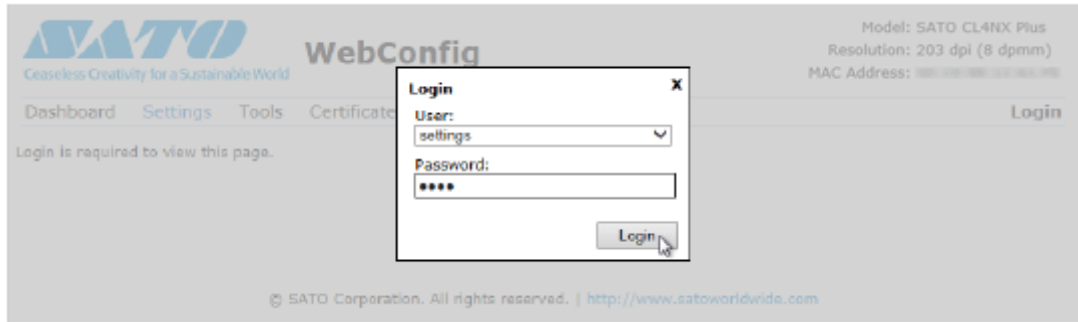 SATO
Ceaseless Creativity for a Sustainable World
WebConfig
Model: SATO CL4NX Plus
Resolution: 203 dpi (8 dpmm)
MAC Address:
Dashboard Settings Tools Certificate
Login
Login is required to view this page.
Login X
User:
settings
Password:
••••
Login
© SATO Corporation. All rights reserved. | http://www.satoworldwide.com